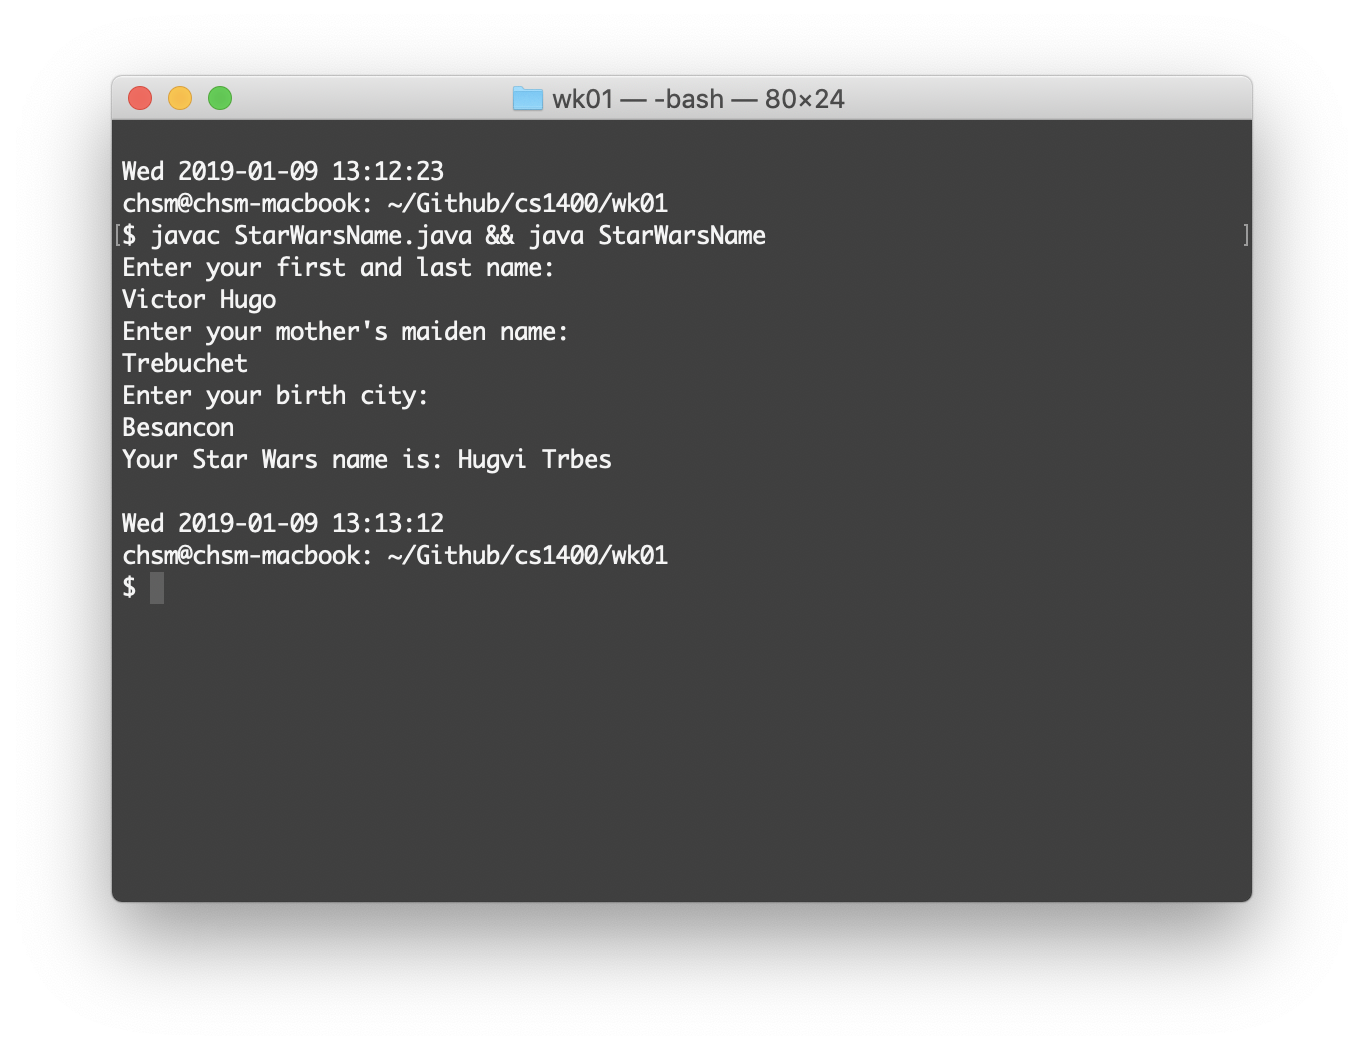 wk01 — -bash — 80×24
Wed 2019-01-09 13:12:23
chsm@chsm-macbook: ~/Github/cs1400/wk01
[$ javac StarWarsName.java && java StarWarsName ]
Enter your first and last name:
Victor Hugo
Enter your mother's maiden name:
Trebuchet
Enter your birth city:
Besancon
Your Star Wars name is: Hugvi Trbes
Wed 2019-01-09 13:13:12
chsm@chsm-macbook: ~/Github/cs1400/wk01
$